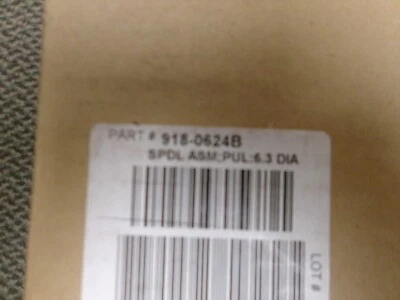 PART # 918-0624B
SPDL ASM;PUL:6.3 DIA
LOT #